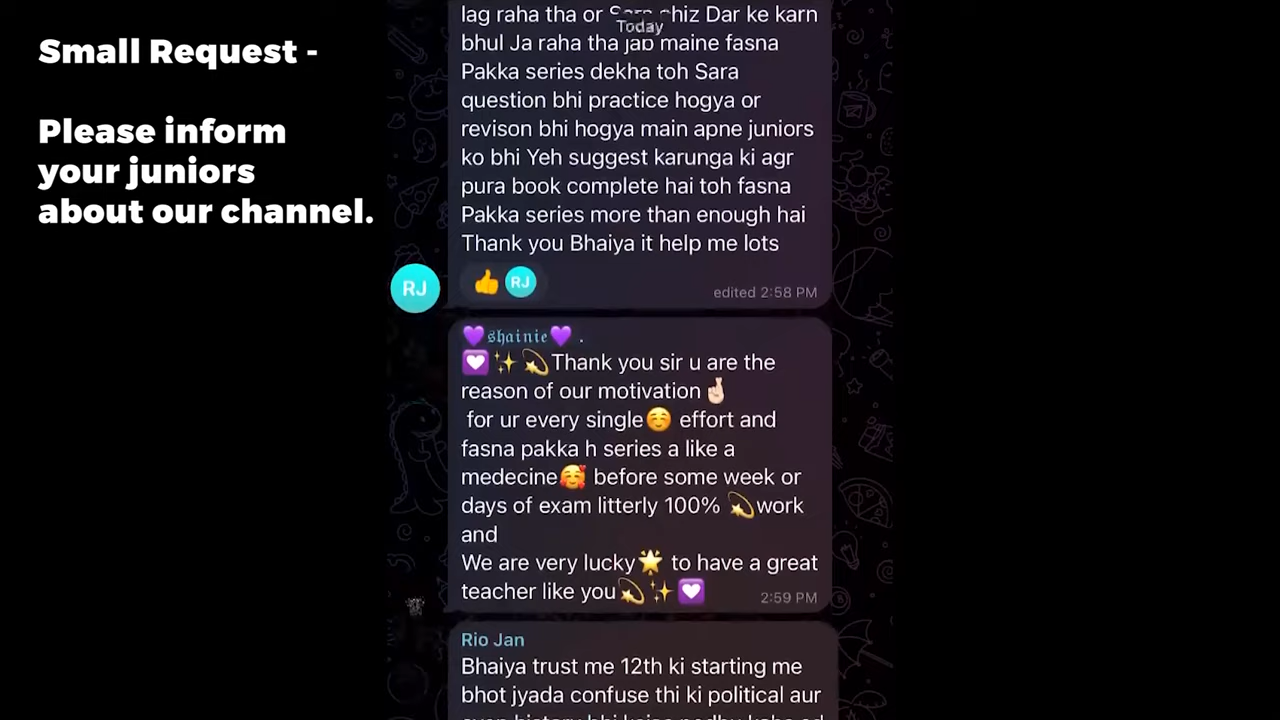 Small Request -
Please inform
your juniors
about our channel.
lag raha tha or Sara chiz Dar ke karn
Today
bhul Ja raha tha jab maine fasna
Pakka series dekha toh Sara
question bhi practice hogya or
revison bhi hogya main apne juniors
ko bhi Yeh suggest karunga ki agr
pura book complete hai toh fasna
Pakka series more than enough hai
Thank you Bhaiya it help me lots
RJ
RJ
edited 2:58 PM
💜𝔰𝔥𝔞𝔦𝔫𝔦𝔢💜 .
💟✨💫Thank you sir u are the
reason of our motivation🤞🏻
for ur every single☺️ effort and
fasna pakka h series a like a
medecine🥰 before some week or
days of exam litterly 100% 💫work
and
We are very lucky🌟 to have a great
teacher like you💫✨💟
2:59 PM
Rio Jan
Bhaiya trust me 12th ki starting me
bhot jyada confuse thi ki political aur